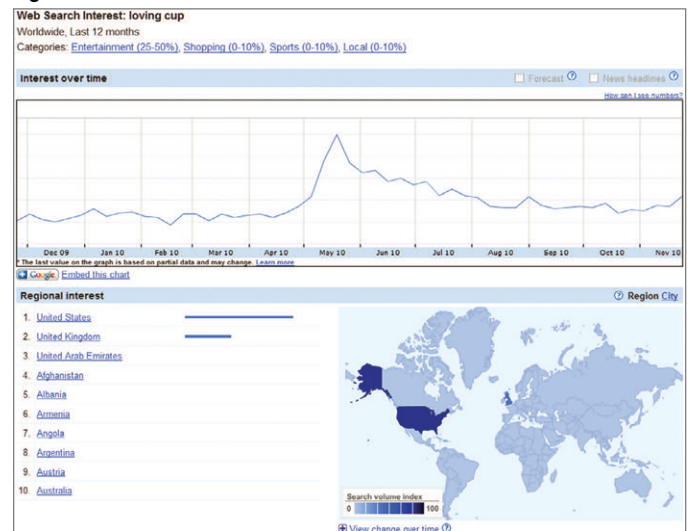 Web Search Interest: loving cup
Worldwide, Last 12 months
Categories: Entertainment (25-50%), Shopping (0-10%), Sports (0-10%), Local (0-10%)
Interest over time
Forecast ?
News headlines ?
How can I see numbers?
Dec 09 Jan 10 Feb 10 Mar 10 Apr 10 May 10 Jun 10 Jul 10 Aug 10 Sep 10 Oct 10 Nov 10
* The last value on the graph is based on partial data and may change. Learn more
+ Google Embed this chart
Regional interest
? Region City
1. United States
2. United Kingdom
3. United Arab Emirates
4. Afghanistan
5. Albania
6. Armenia
7. Angola
8. Argentina
9. Austria
10. Australia
Search volume index
0 100
+ View change over time ?